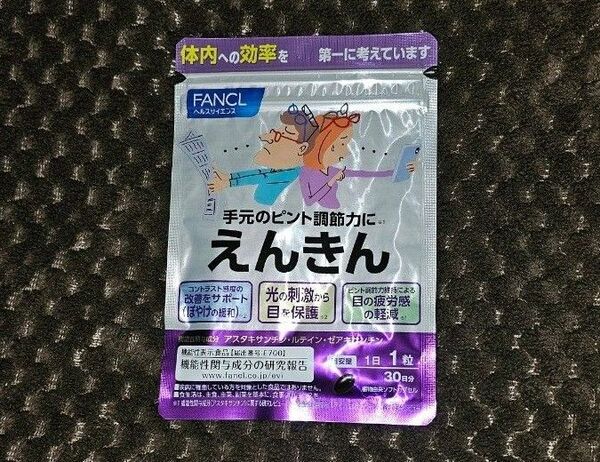 体内への効率を 第一に考えています
FANCL
ヘルスサイエンス
手元のピント調節力に
えんきん
コントラスト感度の
改善をサポート
(ぼやけの緩和)
光の刺激から
目を保護
ピント調節力維持による
目の疲労感
の軽減
アスタキサンチン・ルテイン・ゼアキサンチン
機能性表示食品
機能性関与成分の研究報告
www.fancl.co.jp/evi
1日 1粒
30日分